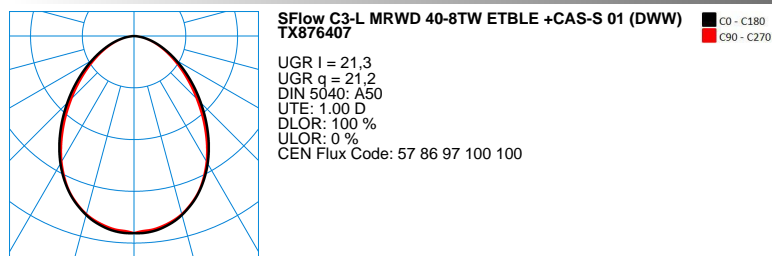 SFlow C3-L MRWD 40-8TW ETBLE +CAS-S 01 (DWW)
TX876407
C0 - C180
C90 - C270
UGR l = 21,3
UGR q = 21,2
DIN 5040: A50
UTE: 1.00 D
DLOR: 100 %
ULOR: 0 %
CEN Flux Code: 57 86 97 100 100